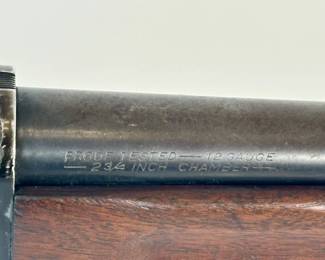 PROOF TESTED — 12 GAUGE
— 2 3/4 INCH CHAMBER —